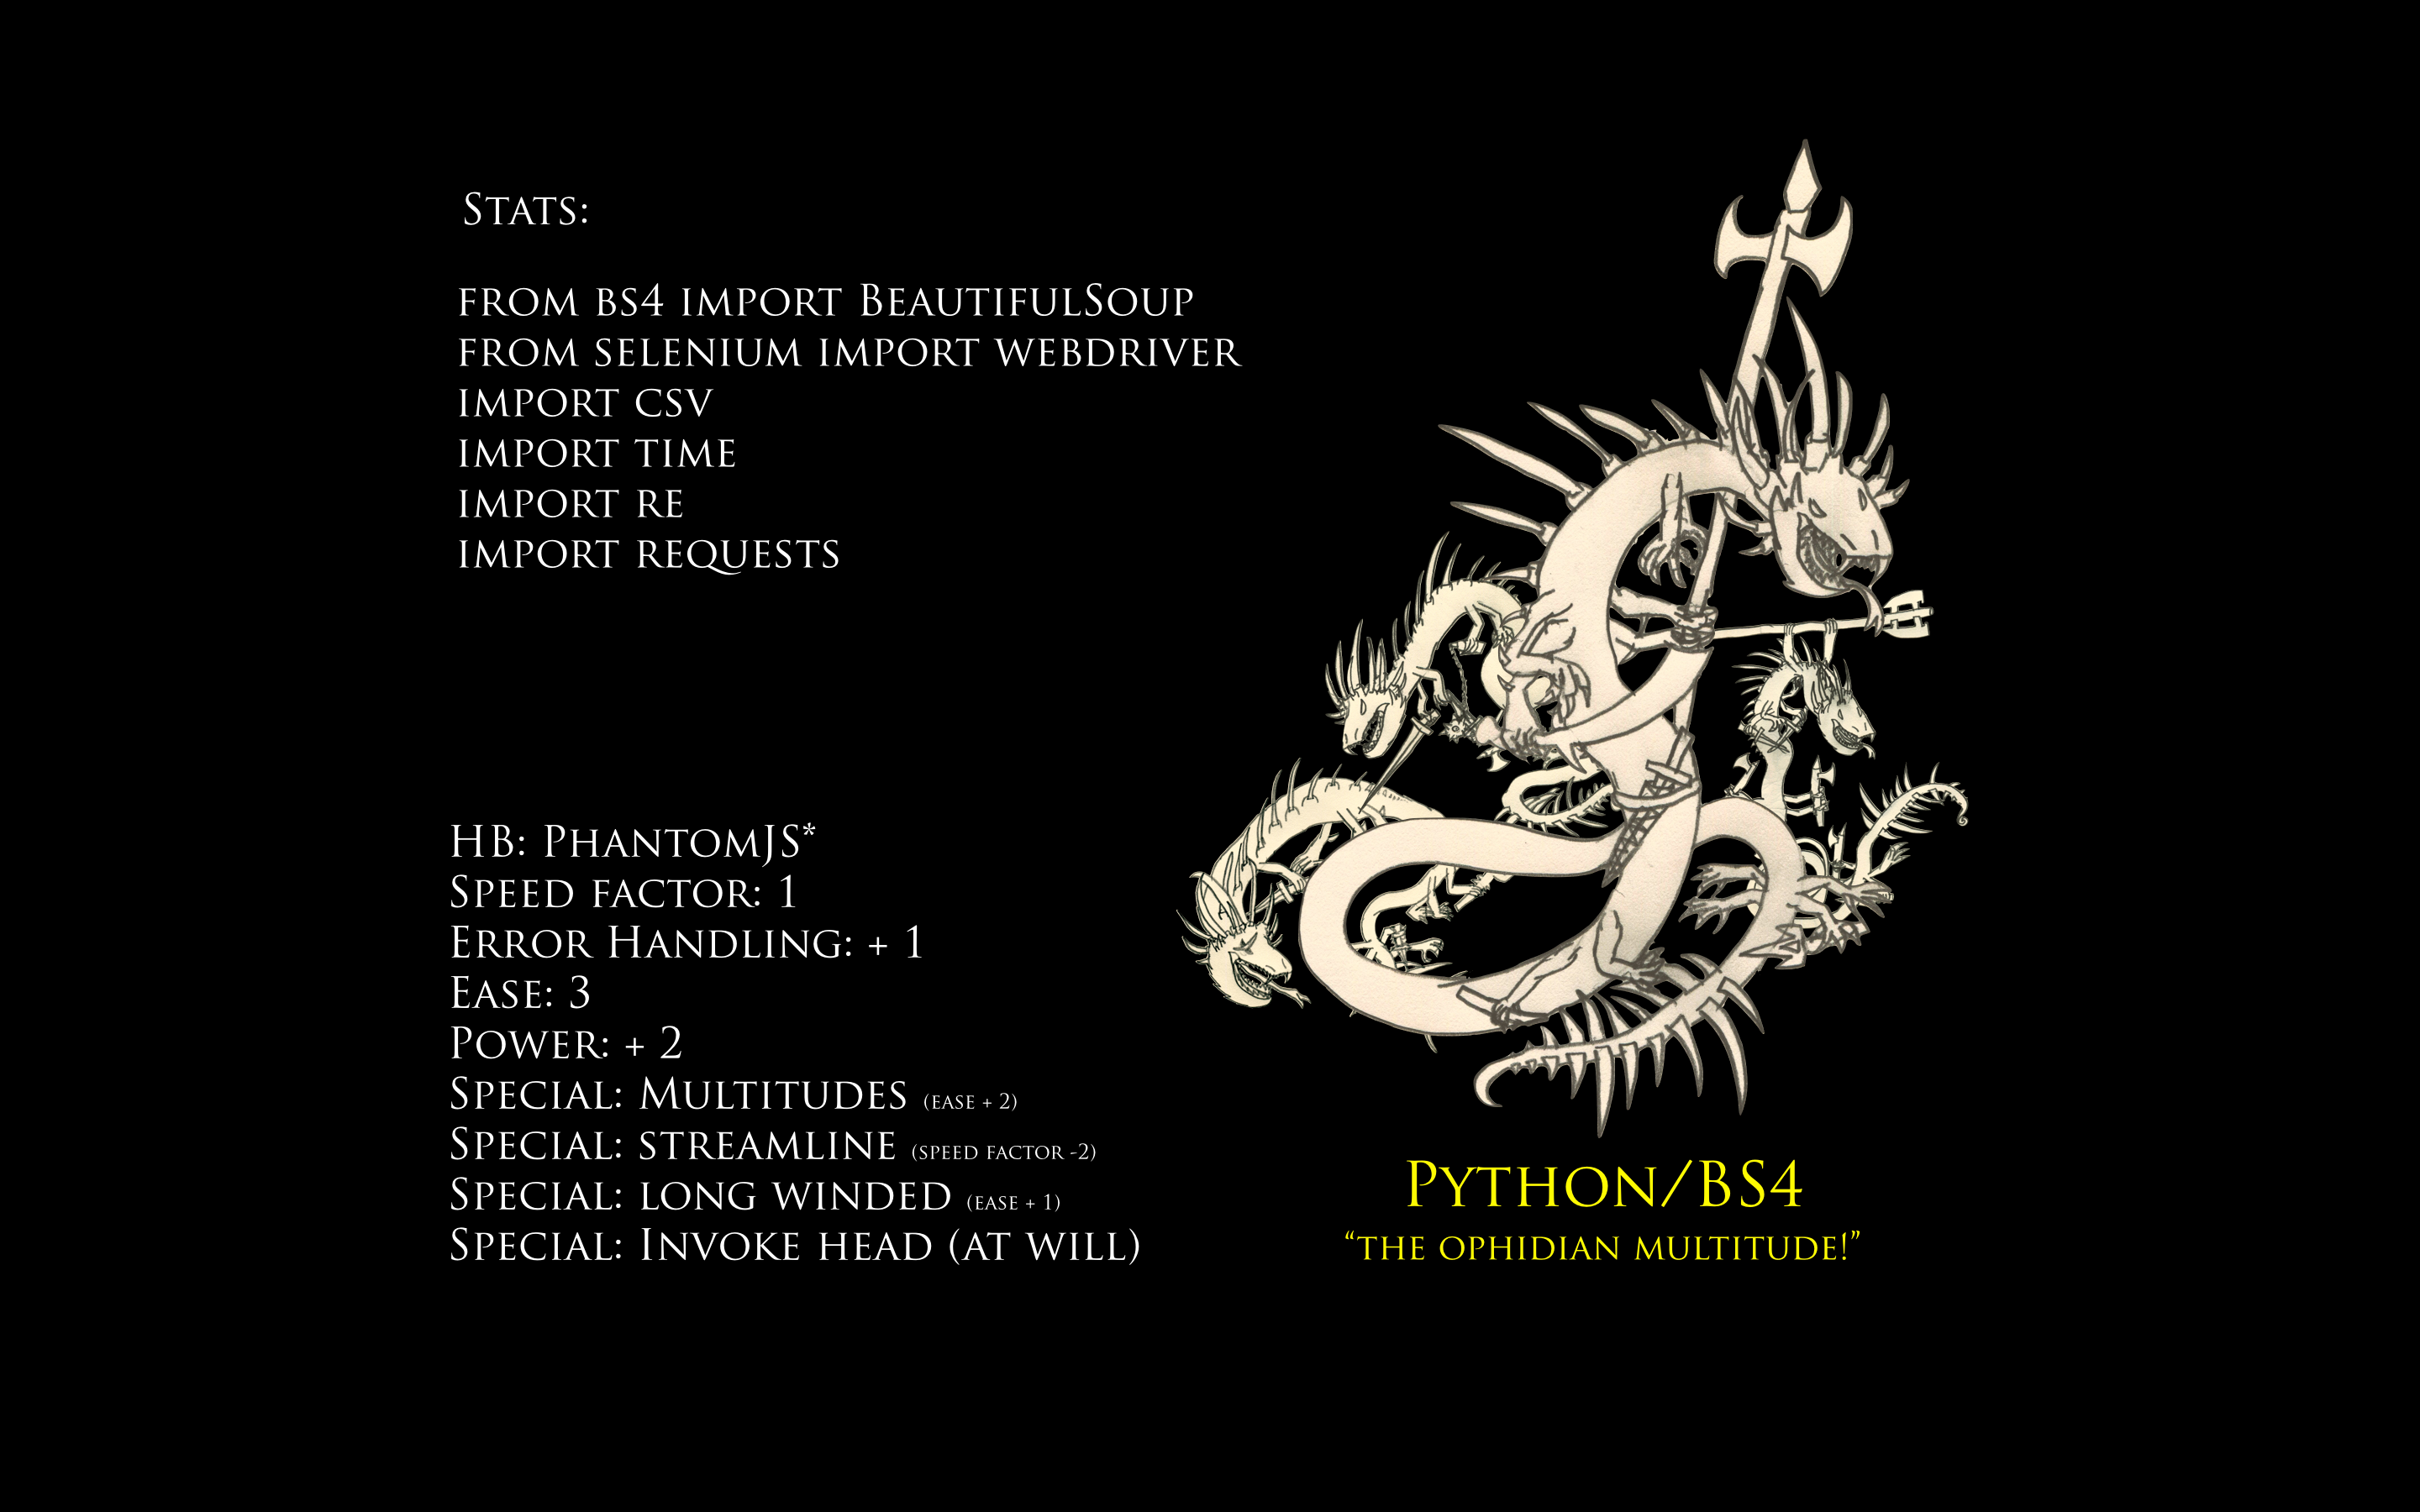 Stats:
from bs4 import BeautifulSoup
from selenium import webdriver
import csv
import time
import re
import requests
HB: PhantomJS*
Speed factor: 1
Error Handling: + 1
Ease: 3
Power: + 2
Special: Multitudes (ease + 2)
Special: streamline (speed factor -2)
Special: long winded (ease + 1)
Special: Invoke head (at will)
Python/BS4
“the ophidian multitude!”